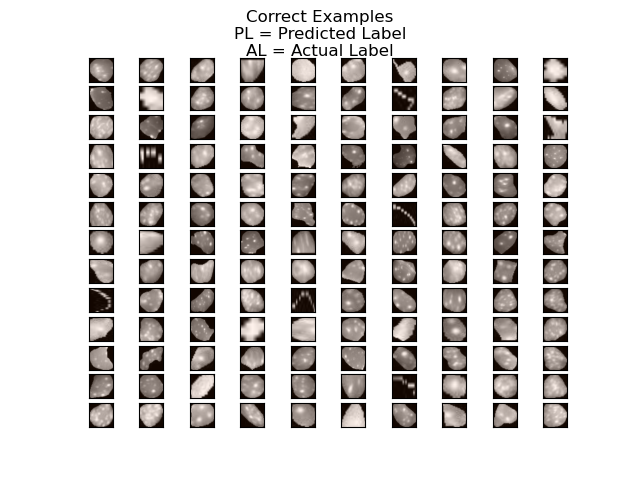 Correct Examples
PL = Predicted Label
AL = Actual Label